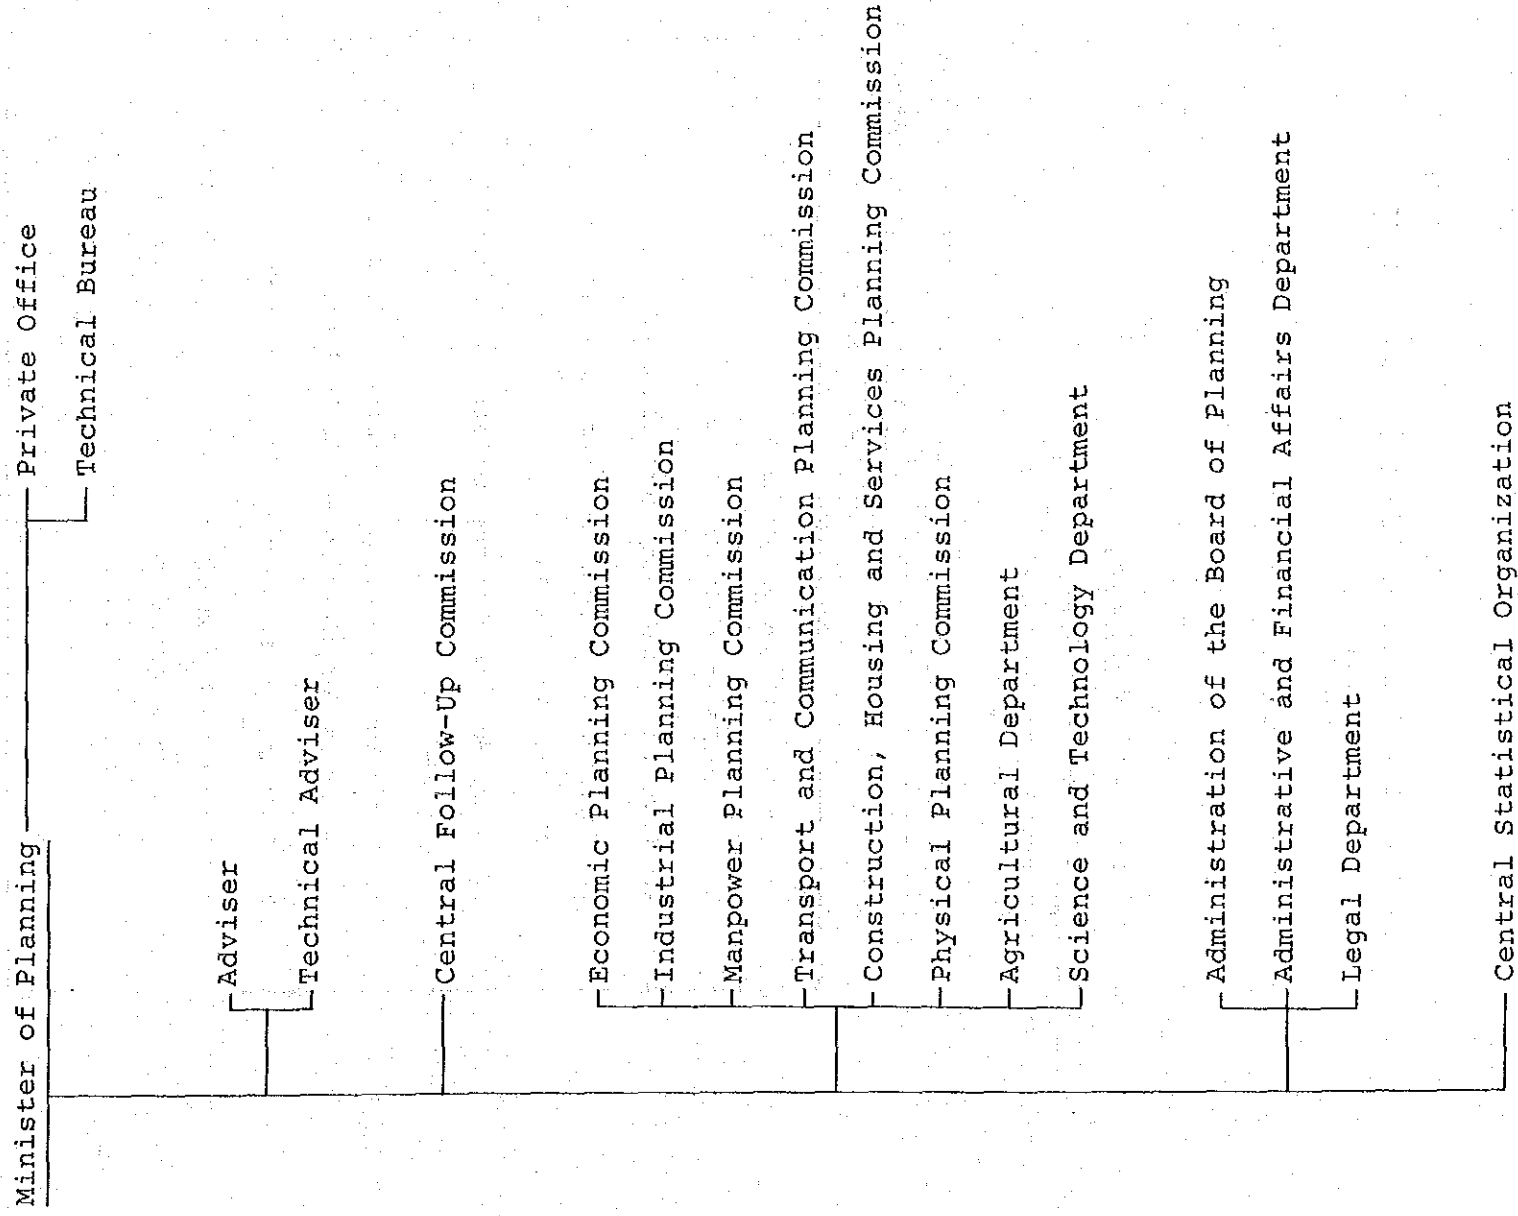 Minister of Planning
Private Office
Technical Bureau
Adviser
Technical Adviser
Central Follow-Up Commission
Economic Planning Commission
Industrial Planning Commission
Manpower Planning Commission
Transport and Communication Planning Commission
Construction, Housing and Services Planning Commission
Physical Planning Commission
Agricultural Department
Science and Technology Department
Administration of the Board of Planning
Administrative and Financial Affairs Department
Legal Department
Central Statistical Organization